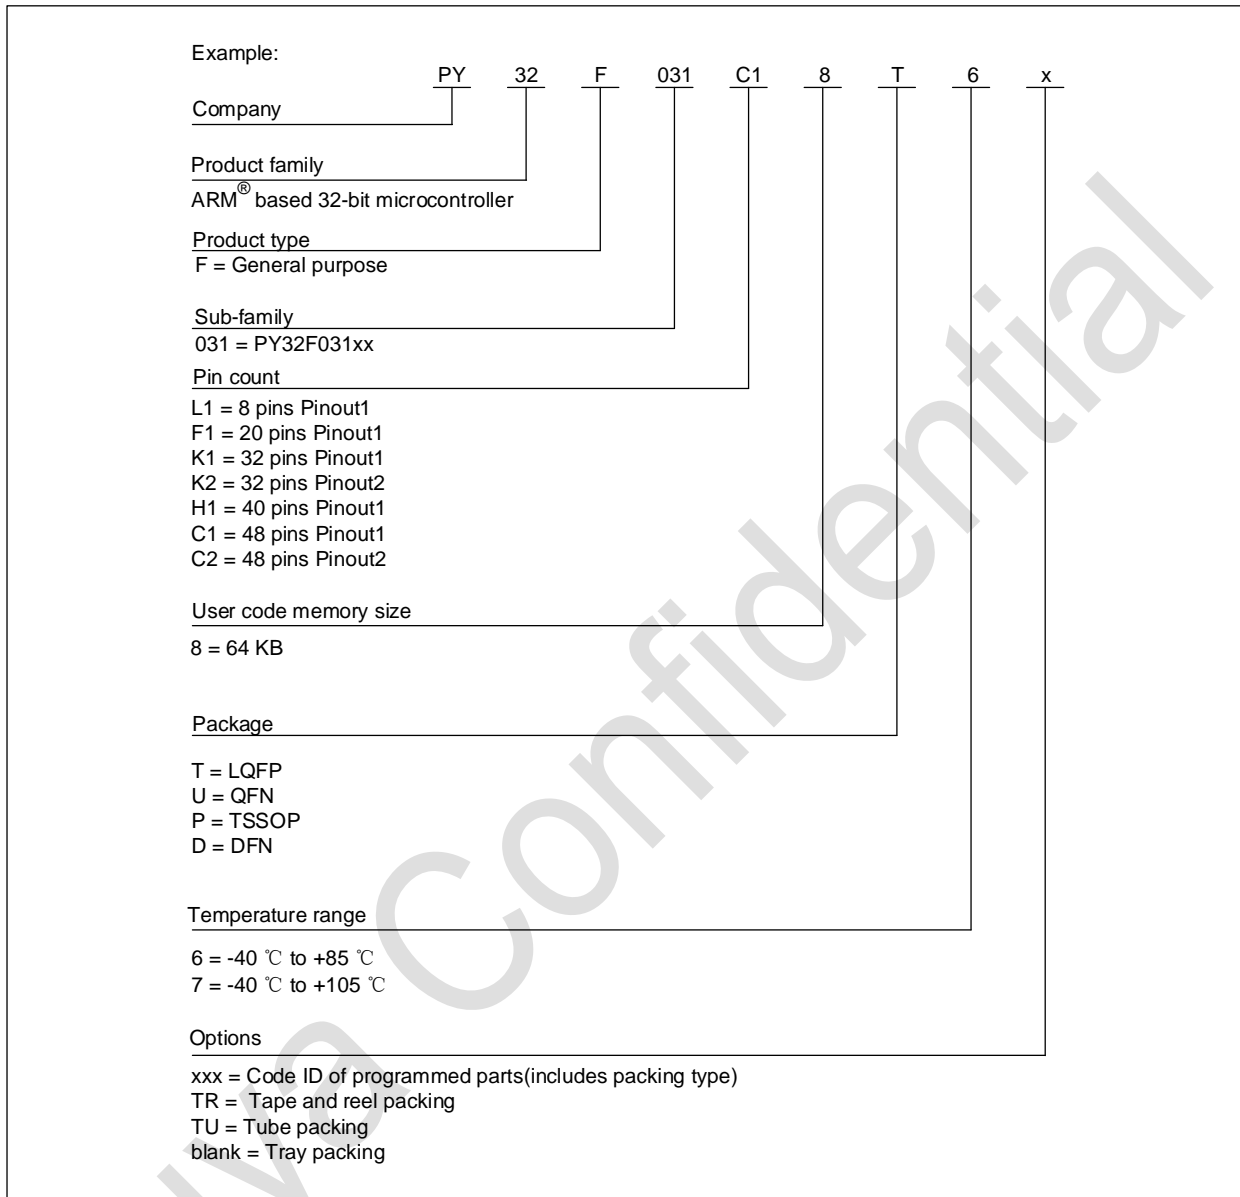 Example:
PY 32 F 031 C1 8 T 6 x
Company
Product family
ARM® based 32-bit microcontroller
Product type
F = General purpose
Sub-family
031 = PY32F031xx
Pin count
L1 = 8 pins Pinout1
F1 = 20 pins Pinout1
K1 = 32 pins Pinout1
K2 = 32 pins Pinout2
H1 = 40 pins Pinout1
C1 = 48 pins Pinout1
C2 = 48 pins Pinout2
User code memory size
8 = 64 KB
Package
T = LQFP
U = QFN
P = TSSOP
D = DFN
Temperature range
6 = -40 ℃ to +85 ℃
7 = -40 ℃ to +105 ℃
Options
xxx = Code ID of programmed parts(includes packing type)
TR = Tape and reel packing
TU = Tube packing
blank = Tray packing
Confidential